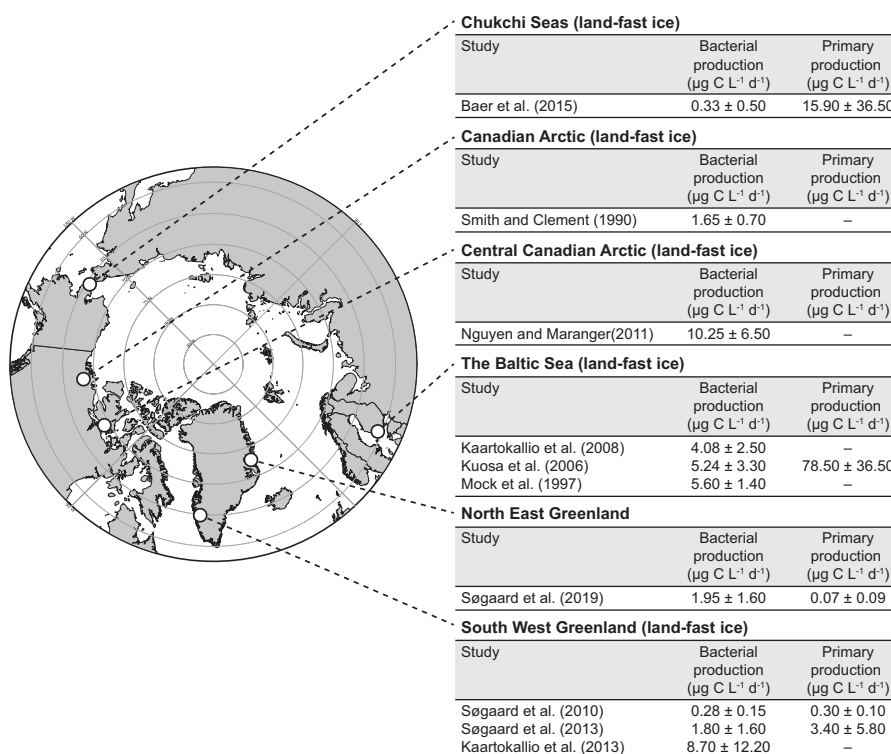 Chukchi Seas (land-fast ice)
Study Bacterial production (µg C L-1 d-1) Primary production (µg C L-1 d-1)
Baer et al. (2015) 0.33 ± 0.50 15.90 ± 36.50
Canadian Arctic (land-fast ice)
Study Bacterial production (µg C L-1 d-1) Primary production (µg C L-1 d-1)
Smith and Clement (1990) 1.65 ± 0.70 –
Central Canadian Arctic (land-fast ice)
Study Bacterial production (µg C L-1 d-1) Primary production (µg C L-1 d-1)
Nguyen and Maranger(2011) 10.25 ± 6.50 –
The Baltic Sea (land-fast ice)
Study Bacterial production (µg C L-1 d-1) Primary production (µg C L-1 d-1)
Kaartokallio et al. (2008) 4.08 ± 2.50 –
Kuosa et al. (2006) 5.24 ± 3.30 78.50 ± 36.50
Mock et al. (1997) 5.60 ± 1.40 –
North East Greenland
Study Bacterial production (µg C L-1 d-1) Primary production (µg C L-1 d-1)
Søgaard et al. (2019) 1.95 ± 1.60 0.07 ± 0.09
South West Greenland (land-fast ice)
Study Bacterial production (µg C L-1 d-1) Primary production (µg C L-1 d-1)
Søgaard et al. (2010) 0.28 ± 0.15 0.30 ± 0.10
Søgaard et al. (2013) 1.80 ± 1.60 3.40 ± 5.80
Kaartokallio et al. (2013) 8.70 ± 12.20 –